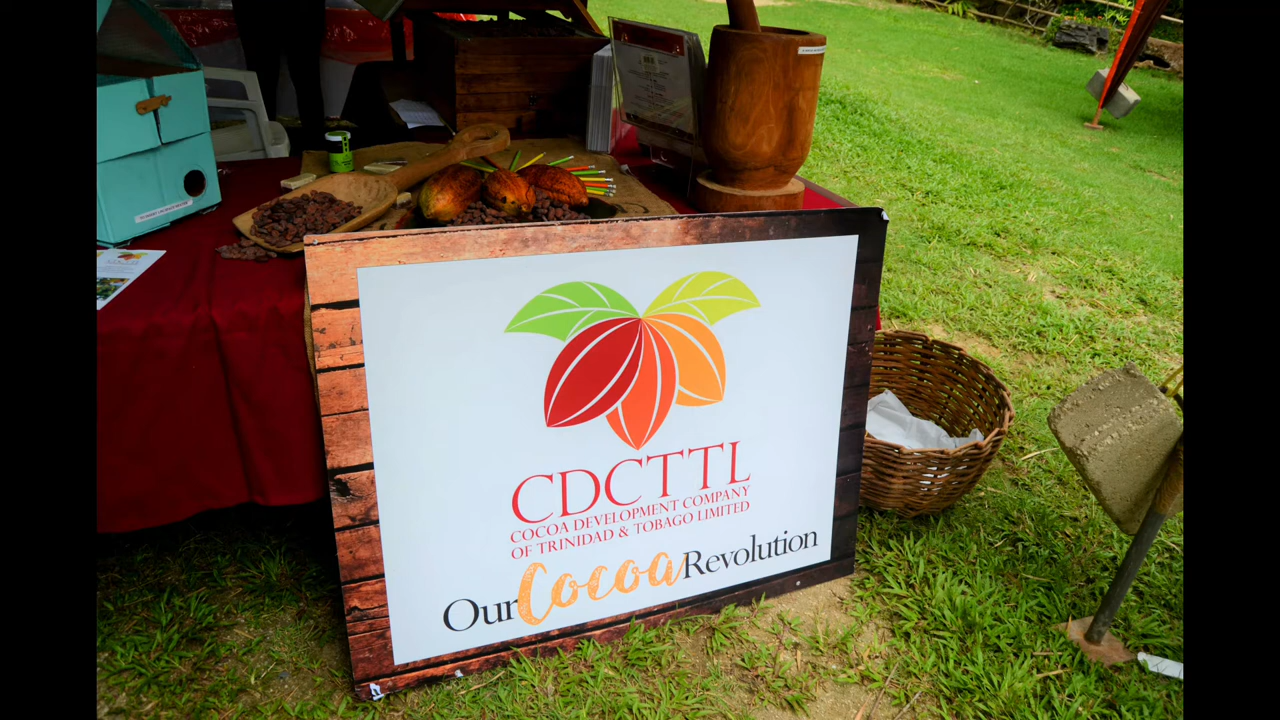 CDCTTL
COCOA DEVELOPMENT COMPANY
OF TRINIDAD & TOBAGO LIMITED
Our Cocoa Revolution